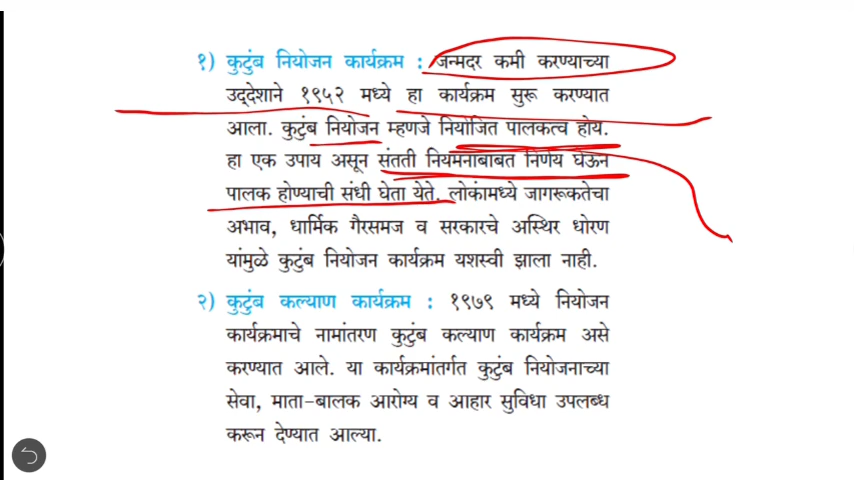 १) कुटुंब नियोजन कार्यक्रम : जन्मदर कमी करण्याच्या
उद्देशाने १९५२ मध्ये हा कार्यक्रम सुरू करण्यात
आला. कुटुंब नियोजन म्हणजे नियोजित पालकत्व होय.
हा एक उपाय असून संतती नियमनाबाबत निर्णय घेऊन
पालक होण्याची संधी घेता येते. लोकांमध्ये जागरूकतेचा
अभाव, धार्मिक गैरसमज व सरकारचे अस्थिर धोरण
यांमुळे कुटुंब नियोजन कार्यक्रम यशस्वी झाला नाही.
२) कुटुंब कल्याण कार्यक्रम : १९७९ मध्ये नियोजन
कार्यक्रमाचे नामांतरण कुटुंब कल्याण कार्यक्रम असे
करण्यात आले. या कार्यक्रमांतर्गत कुटुंब नियोजनाच्या
सेवा, माता-बालक आरोग्य व आहार सुविधा उपलब्ध
करून देण्यात आल्या.